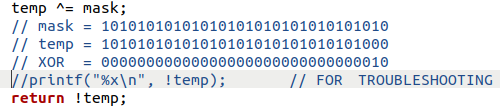 temp ^= mask;
// mask = 10101010101010101010101010101010
// temp = 10101010101010101010101010101000
// XOR  = 00000000000000000000000000000010
//printf("%x\n", !temp);        // FOR  TROUBLESHOOTING
return !temp;